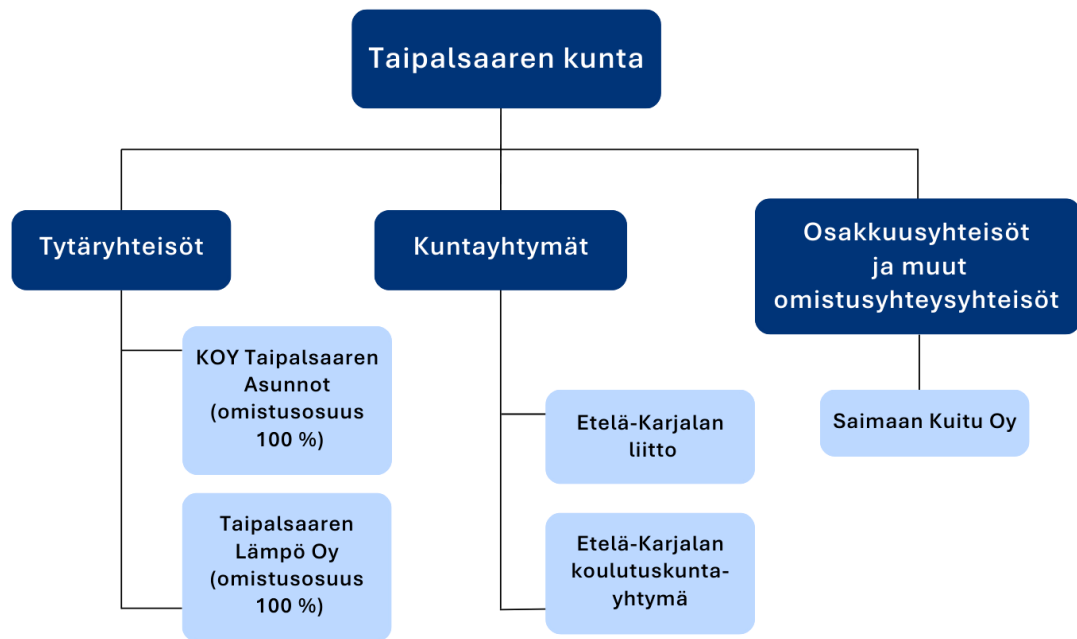 Taipalsaaren kunta
Tytäryhteisöt
Kuntayhtymät
Osakkuusyhteisöt
ja muut
omistusyhteysyhteisöt
KOY Taipalsaaren
Asunnot
(omistusosuus
100 %)
Taipalsaaren
Lämpö Oy
(omistusosuus
100 %)
Etelä-Karjalan
liitto
Etelä-Karjalan
koulutuskunta-
yhtymä
Saimaan Kuitu Oy